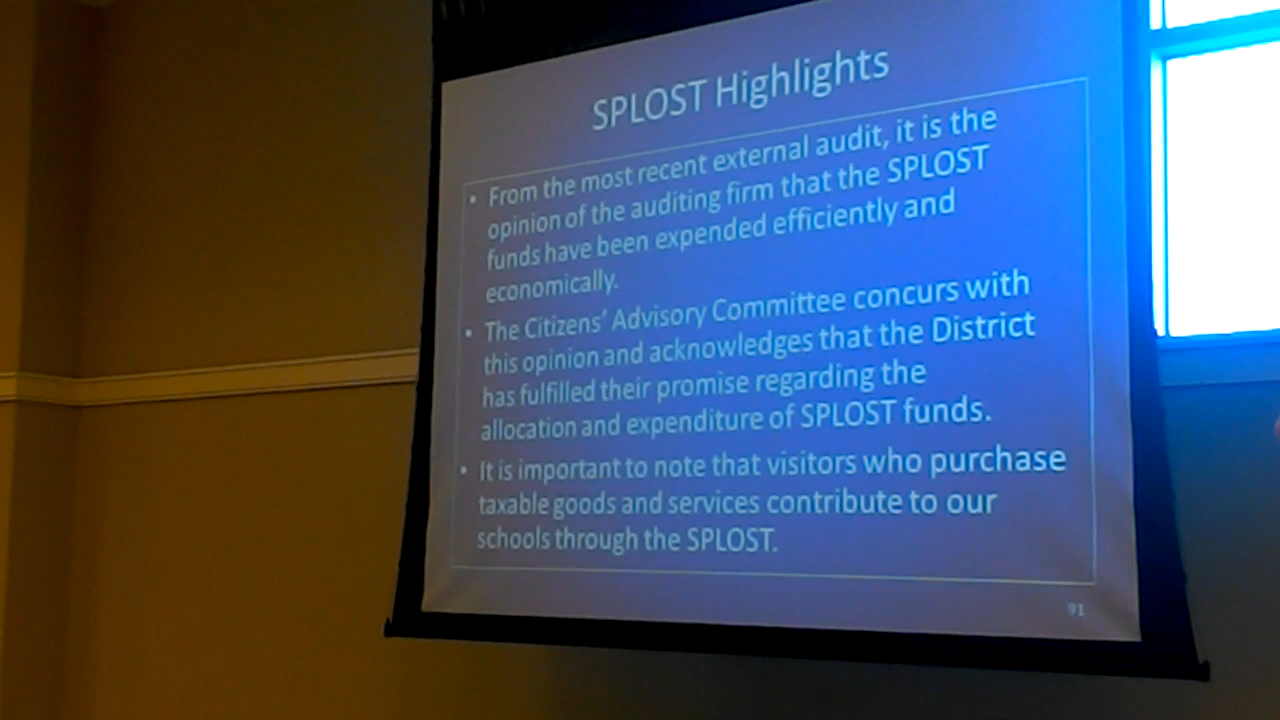 SPLOST Highlights
• From the most recent external audit, it is the
opinion of the auditing firm that the SPLOST
funds have been expended efficiently and
economically.
• The Citizens’ Advisory Committee concurs with
this opinion and acknowledges that the District
has fulfilled their promise regarding the
allocation and expenditure of SPLOST funds.
• It is important to note that visitors who purchase
taxable goods and services contribute to our
schools through the SPLOST.
91